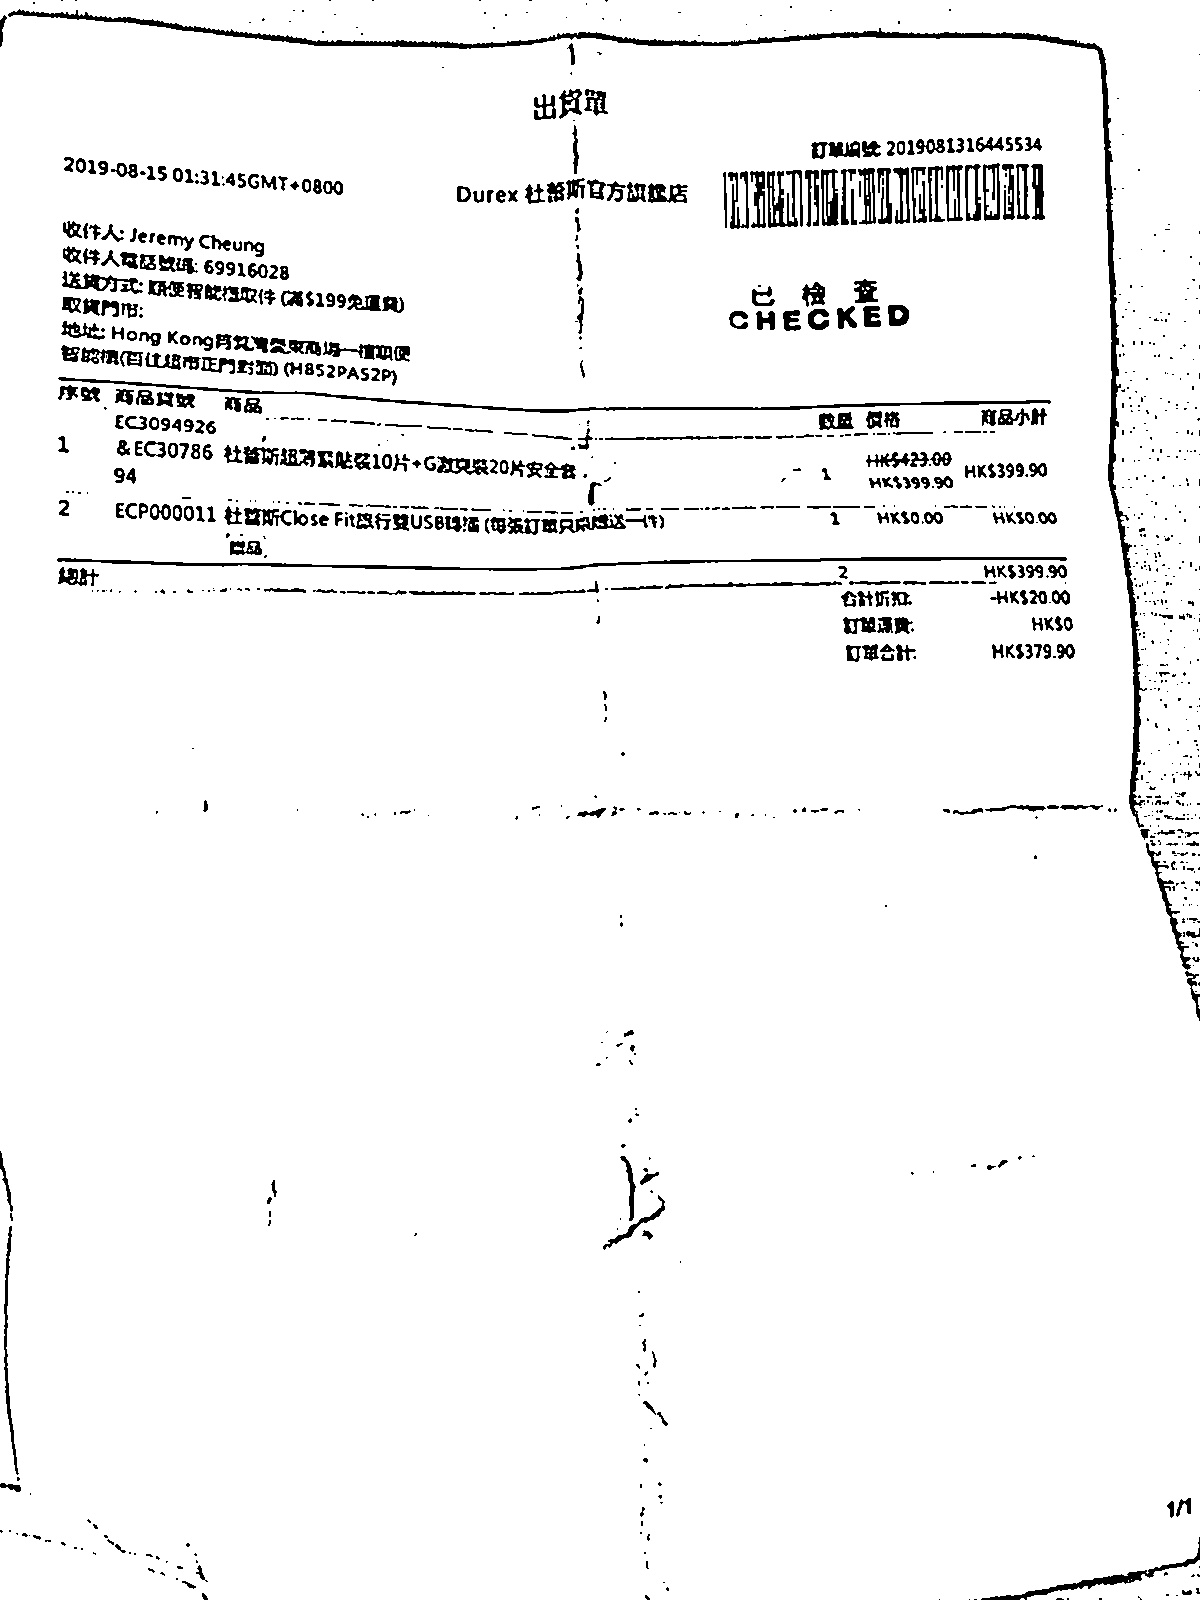 出貨單
訂單編號: 2019081316445534
2019-08-15 01:31:45GMT+0800
Durex 杜蕾斯官方旗艦店
收件人: Jeremy Cheung
收件人電話號碼: 69916028
送貨方式: 順便智能櫃取件 (滿$199免運費)
取貨門市:
地址: Hong Kong筲箕灣愛東商場一樓順便
智能櫃(百佳超市正門對面) (H852PA52P)
已檢查
CHECKED
序號 商品貨號 商品 數量 價格 商品小計
EC3094926
1 &EC30786 杜蕾斯超薄緊貼裝10片+G激爽裝20片安全套 1 HK$423.00 HK$399.90
94 HK$399.90
2 ECP000011 杜蕾斯Close Fit旅行雙USB轉插 (每張訂單只限送一件) 1 HK$0.00 HK$0.00
贈品
總計 2 HK$399.90
合計折扣: -HK$20.00
訂單運費: HK$0
訂單合計: HK$379.90
1/1